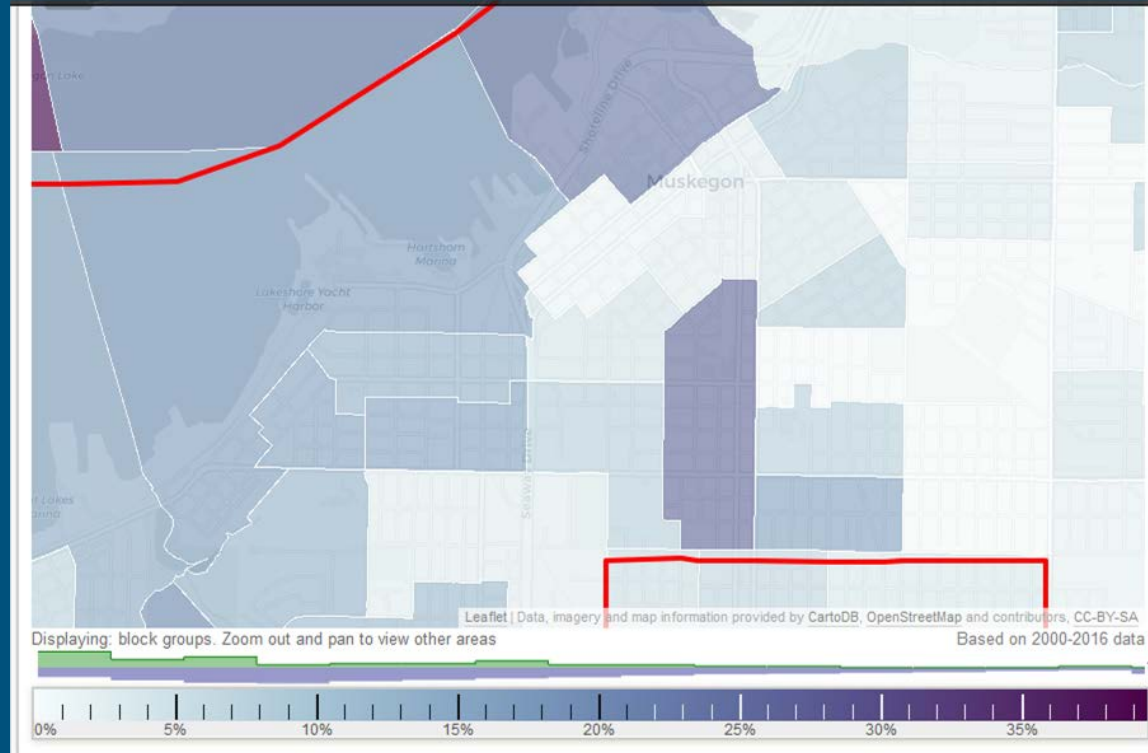 Shoreline Drive
Muskegon
Hartshorn
Marina
Lakeshore Yacht
Harbor
Seaway Drive
Lakes
Leaflet | Data, imagery and map information provided by CartoDB, OpenStreetMap and contributors, CC-BY-SA
Displaying: block groups. Zoom out and pan to view other areas
Based on 2000-2016 data
0% 5% 10% 15% 20% 25% 30% 35%